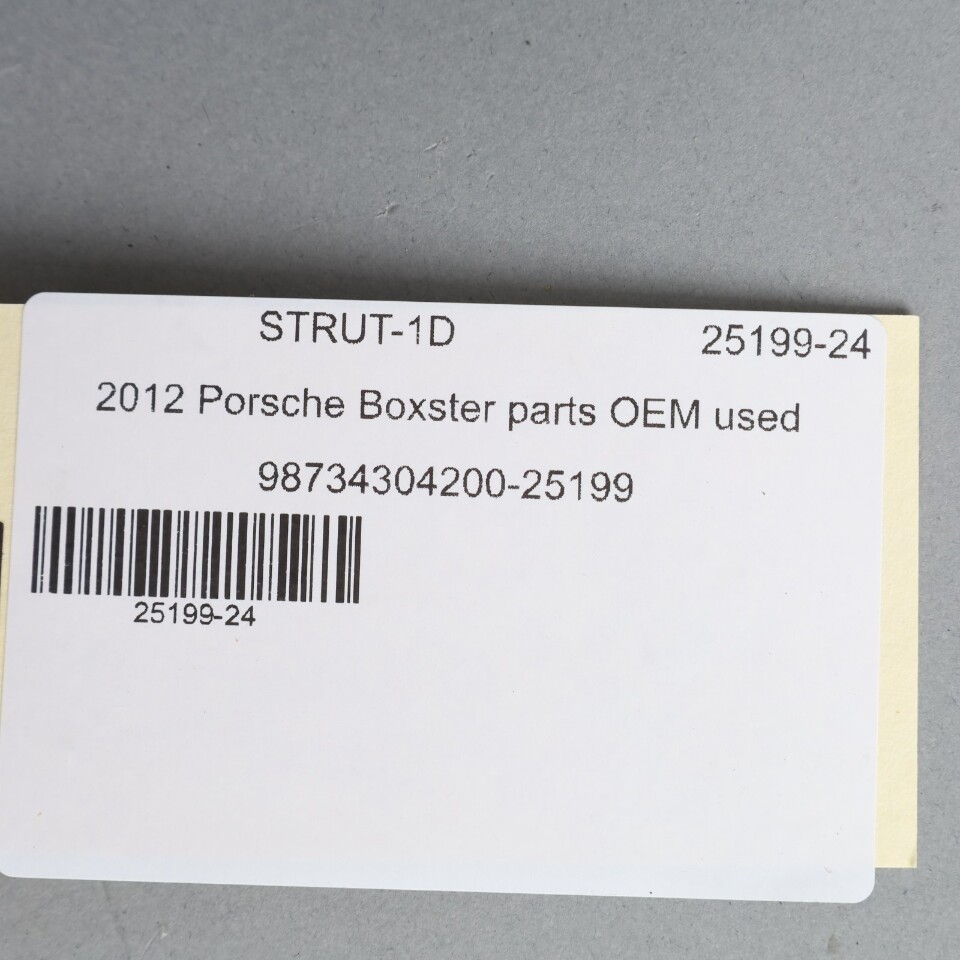 STRUT-1D 25199-24
2012 Porsche Boxster parts OEM used
98734304200-25199
25199-24